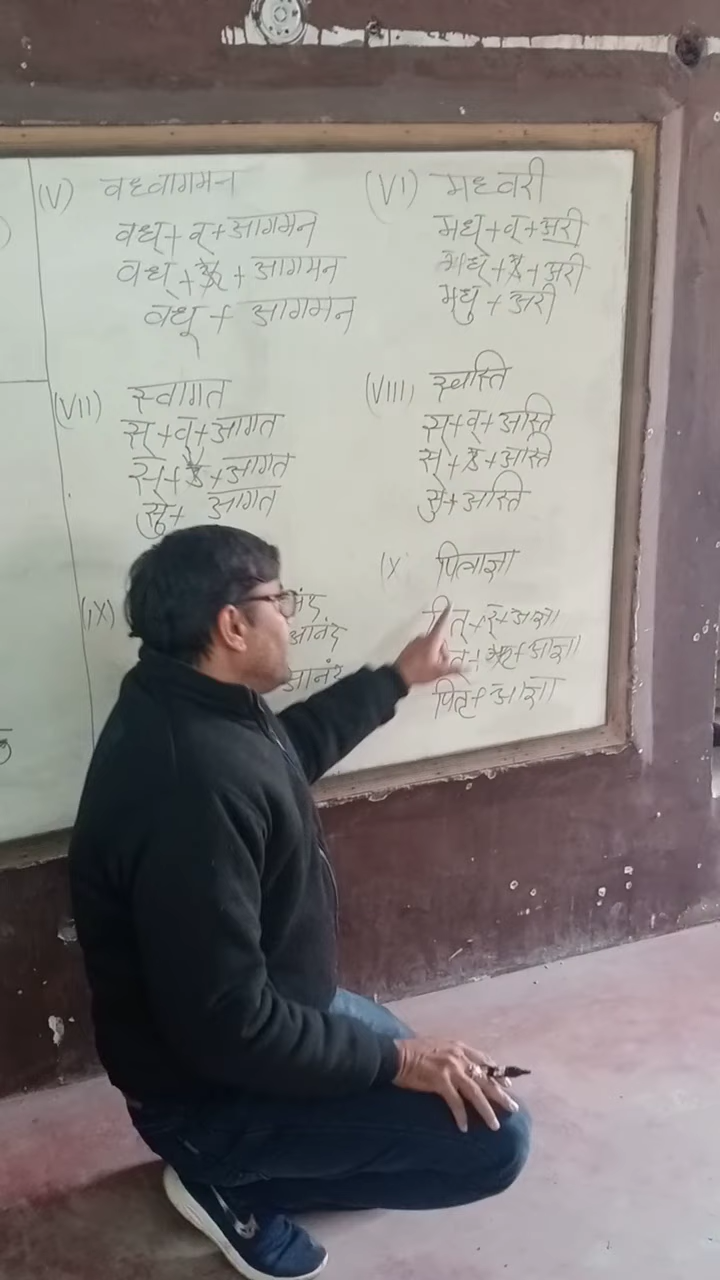 (V) वध्वागमन
वध्+व्+आगमन
वध्+ऊ+आगमन
वधू + आगमन
(VI) मध्वरी
मध्+व्+अरी
मध्+उ+अरी
मधु + अरी
(VII) स्वागत
स्+व्+आगत
स्+उ+आगत
सु+ आगत
(VIII) स्वस्ति
स्+व्+अस्ति
स्+उ+अस्ति
सु+अस्ति
(IX)
आनंद
आनंद
(X पित्राज्ञा
पित्+र्+आज्ञा
+ऋ+आज्ञा
पितृ+ आज्ञा